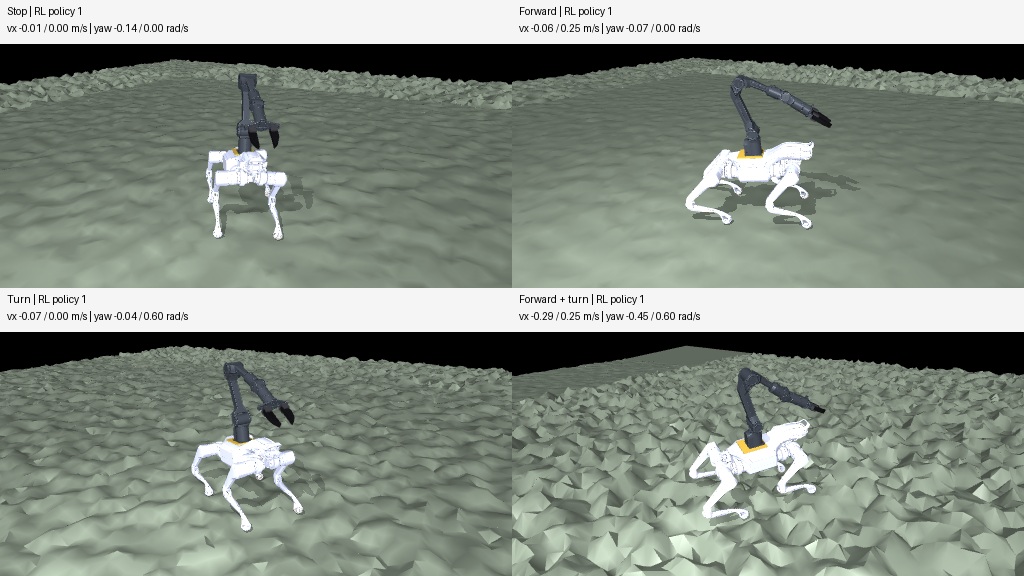 Stop | RL policy 1
vx -0.01 / 0.00 m/s | yaw -0.14 / 0.00 rad/s
Forward | RL policy 1
vx -0.06 / 0.25 m/s | yaw -0.07 / 0.00 rad/s
Turn | RL policy 1
vx -0.07 / 0.00 m/s | yaw -0.04 / 0.60 rad/s
Forward + turn | RL policy 1
vx -0.29 / 0.25 m/s | yaw -0.45 / 0.60 rad/s